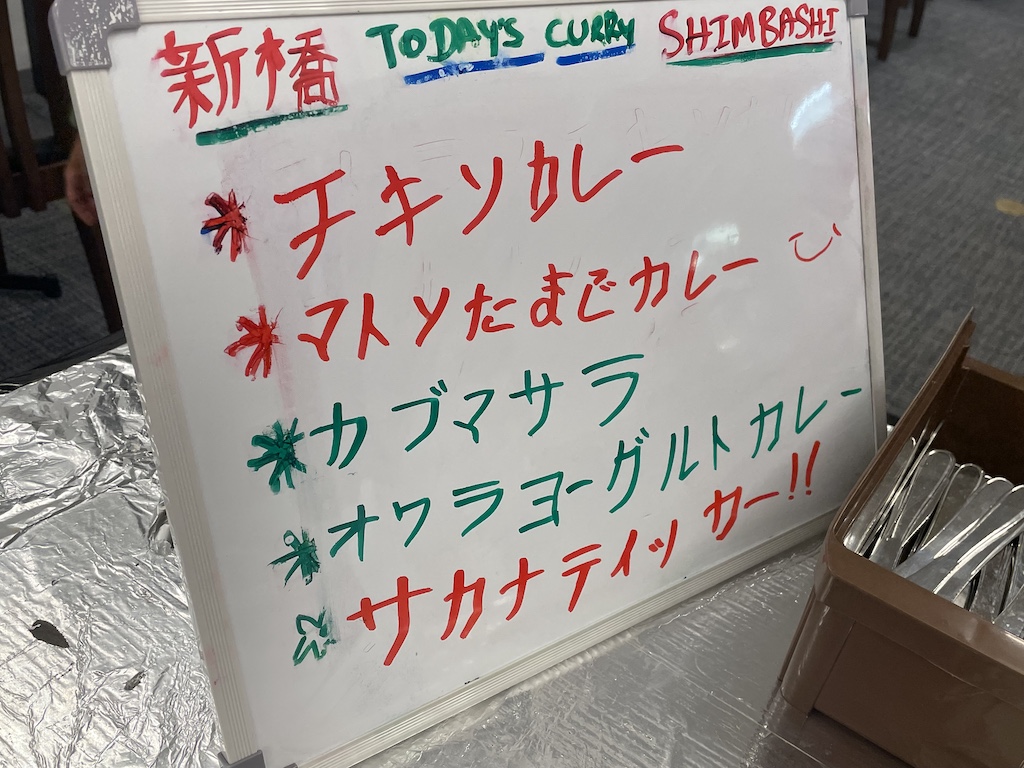 新橋 TODAY'S CURRY SHIMBASHI
チキソカレー
マトソたまごカレー
カブマサラ
オクラヨーグルトカレー
サカナティッカー!!